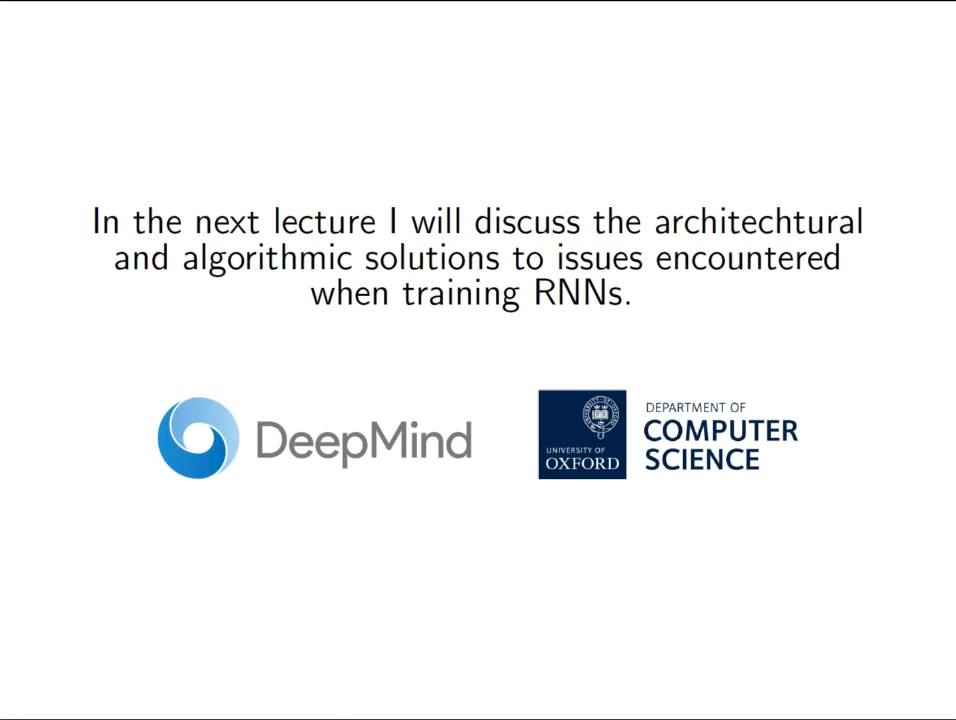 In the next lecture I will discuss the architechtural
and algorithmic solutions to issues encountered
when training RNNs.
DeepMind
UNIVERSITY OF
OXFORD
DEPARTMENT OF
COMPUTER
SCIENCE